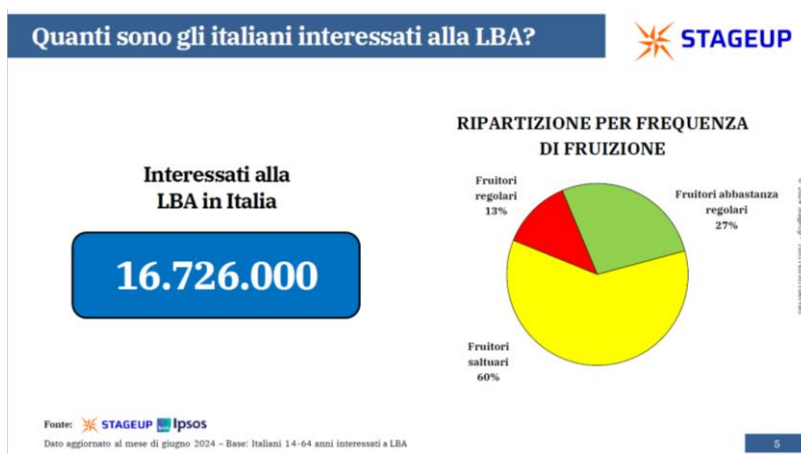 Quanti sono gli italiani interessati alla LBA?
STAGEUP
Interessati alla
LBA in Italia
16.726.000
RIPARTIZIONE PER FREQUENZA
DI FRUIZIONE
Fruitori
regolari
13%
Fruitori abbastanza
regolari
27%
Fruitori
saltuari
60%
Fonte: STAGEUP Ipsos
Dato aggiornato al mese di giugno 2024 – Base: Italiani 14-64 anni interessati a LBA
5